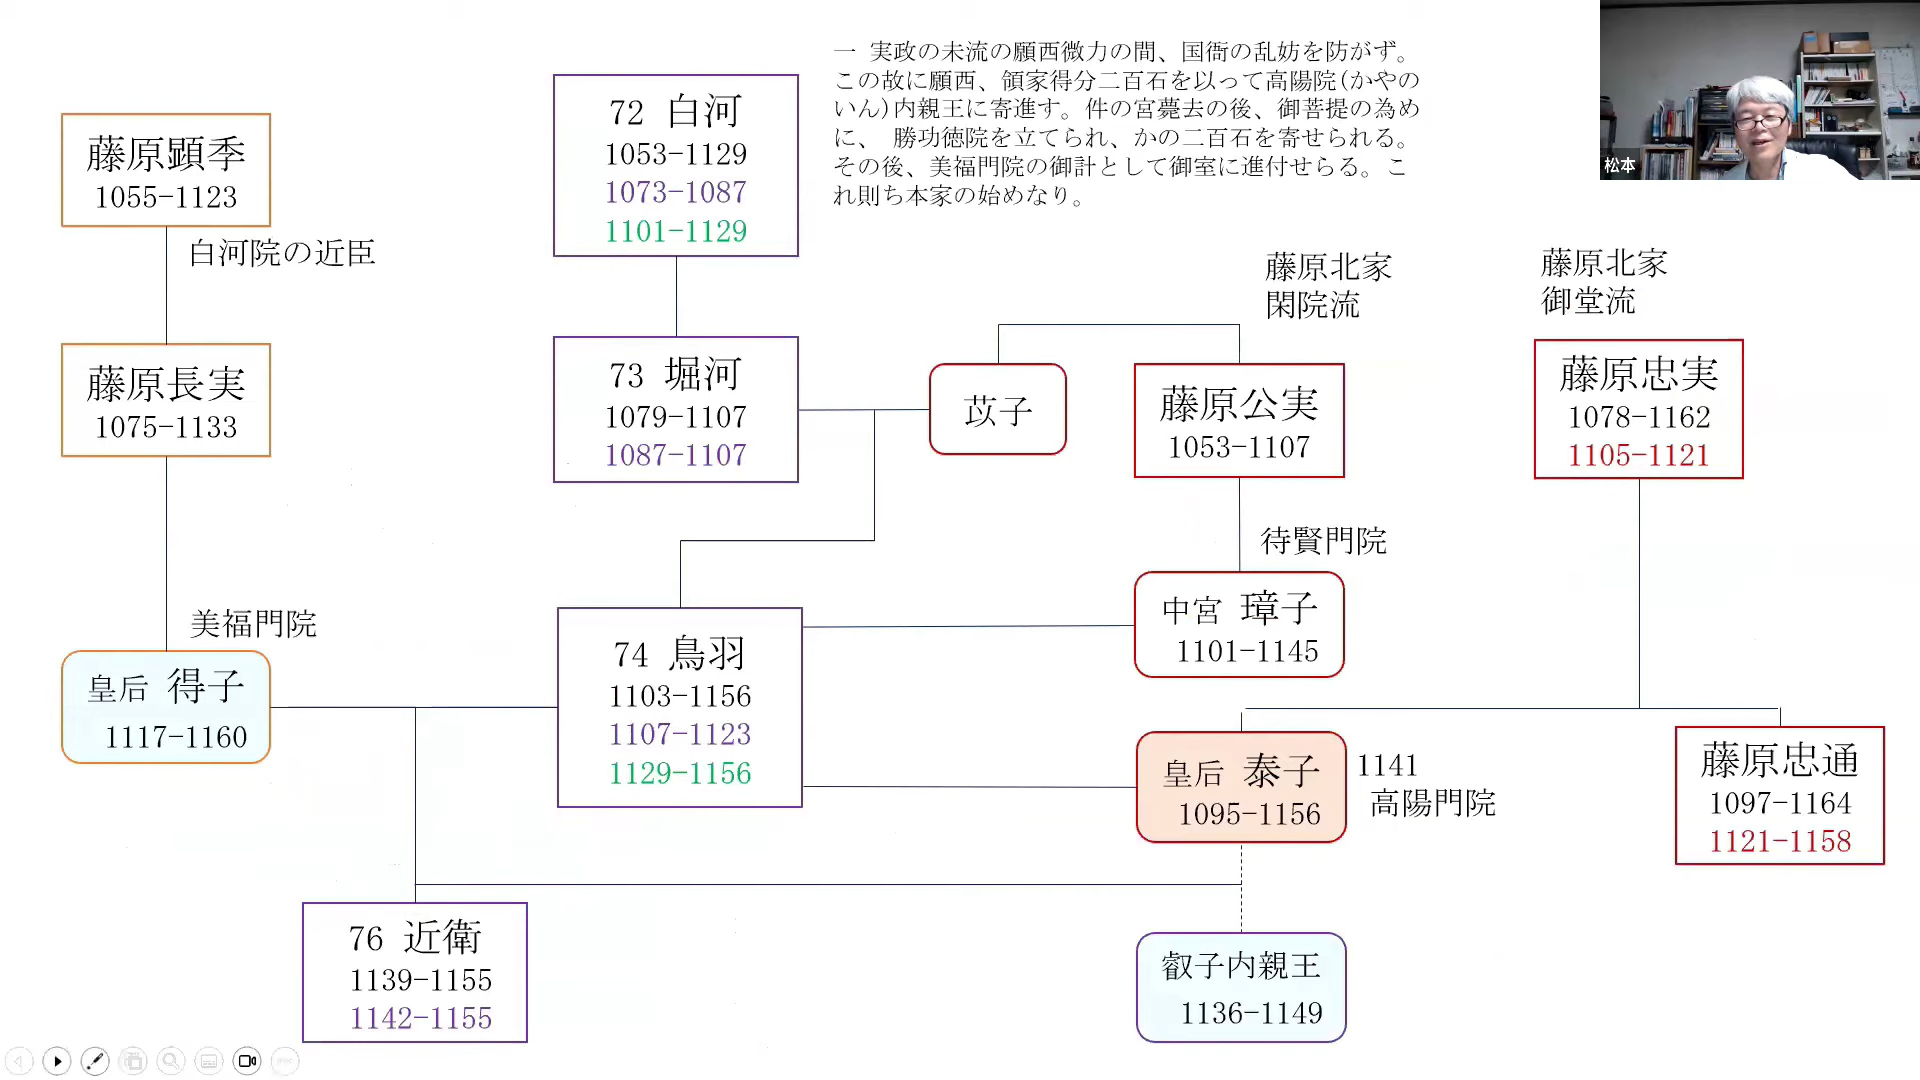 一 実政の未流の願西微力の間、国衙の乱妨を防がず。
この故に願西、領家得分二百石を以って高陽院(かやの
いん)内親王に寄進す。件の宮薨去の後、御菩提の為め
に、 勝功徳院を立てられ、かの二百石を寄せられる。
その後、美福門院の御計として御室に進付せらる。こ
れ則ち本家の始めなり。
松本
藤原顕季
1055-1123
白河院の近臣
72 白河
1053-1129
1073-1087
1101-1129
藤原北家
閑院流
藤原北家
御堂流
藤原長実
1075-1133
73 堀河
1079-1107
1087-1107
苡子
藤原公実
1053-1107
藤原忠実
1078-1162
1105-1121
待賢門院
中宮 璋子
1101-1145
美福門院
皇后 得子
1117-1160
74 鳥羽
1103-1156
1107-1123
1129-1156
皇后 泰子
1095-1156
1141
高陽門院
藤原忠通
1097-1164
1121-1158
76 近衛
1139-1155
1142-1155
叡子内親王
1136-1149